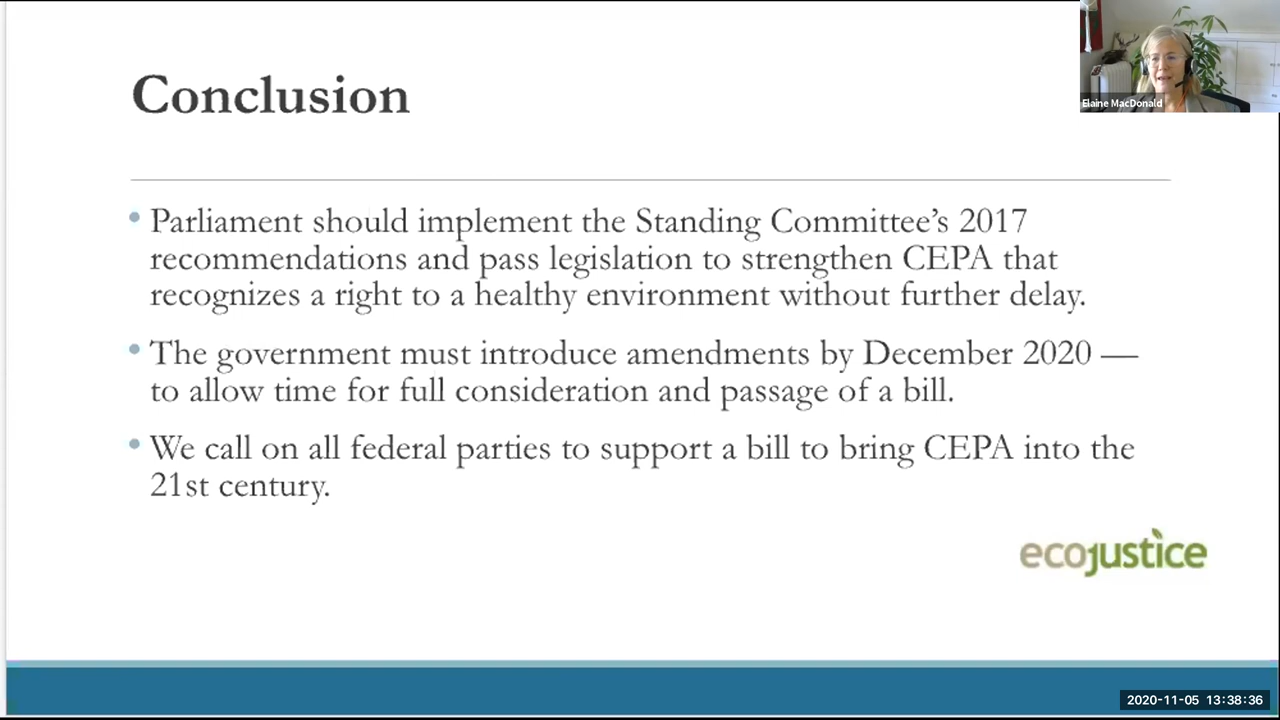 Conclusion
Elaine MacDonald
• Parliament should implement the Standing Committee’s 2017
recommendations and pass legislation to strengthen CEPA that
recognizes a right to a healthy environment without further delay.
• The government must introduce amendments by December 2020 —
to allow time for full consideration and passage of a bill.
• We call on all federal parties to support a bill to bring CEPA into the
21st century.
ecojustice
2020-11-05 13:38:36